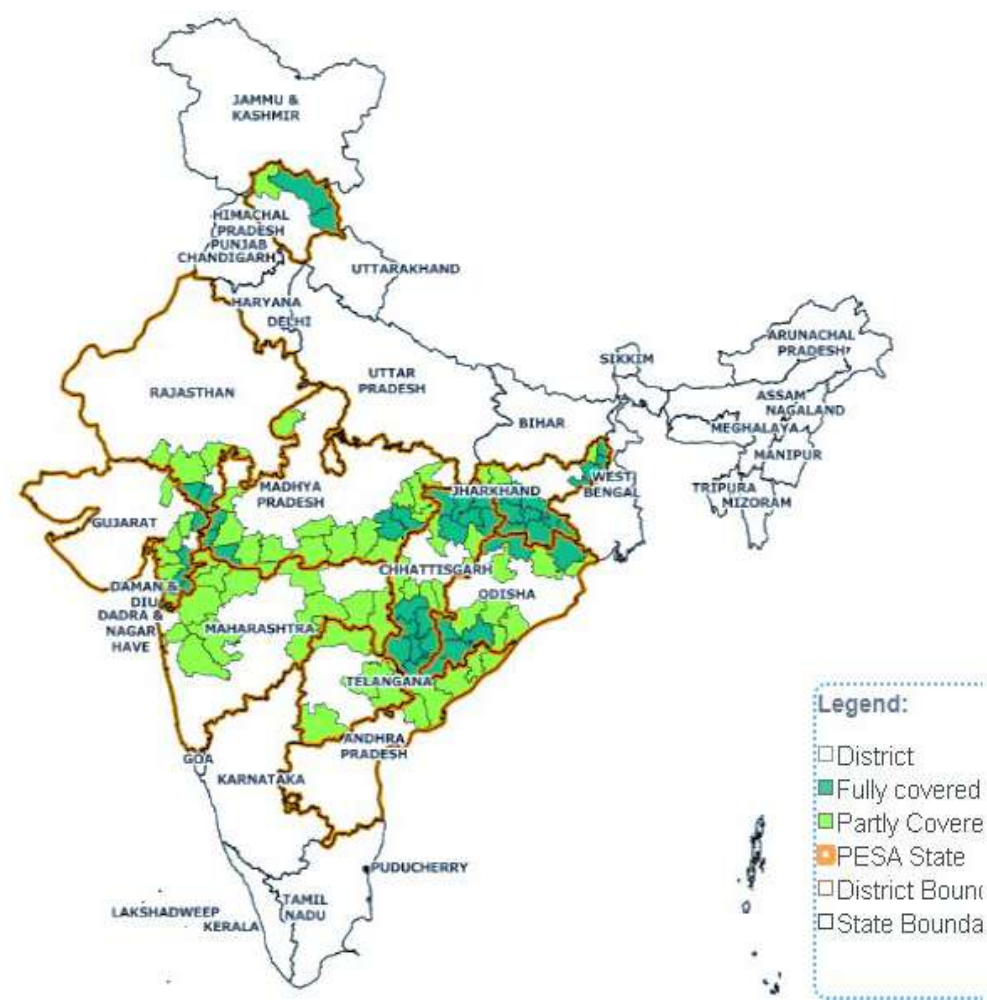 JAMMU &
KASHMIR
HIMACHAL
PRADESH
PUNJAB
CHANDIGARH
UTTARAKHAND
HARYANA
DELHI
ARUNACHAL
PRADESH
SIKKIM
RAJASTHAN
UTTAR
PRADESH
ASSAM
NAGALAND
BIHAR
MEGHALAYA
MANIPUR
WEST
BENGAL
TRIPURA
MIZORAM
MADHYA
PRADESH
JHARKHAND
GUJARAT
CHHATTISGARH
ODISHA
DAMAN &
DIU
DADRA &
NAGAR
HAVE
MAHARASHTRA
TELANGANA
ANDHRA
PRADESH
GOA
KARNATAKA
PUDUCHERRY
TAMIL
NADU
LAKSHADWEEP
KERALA
Legend:
District
Fully covered
Partly Covere
PESA State
District Boun
State Bounda